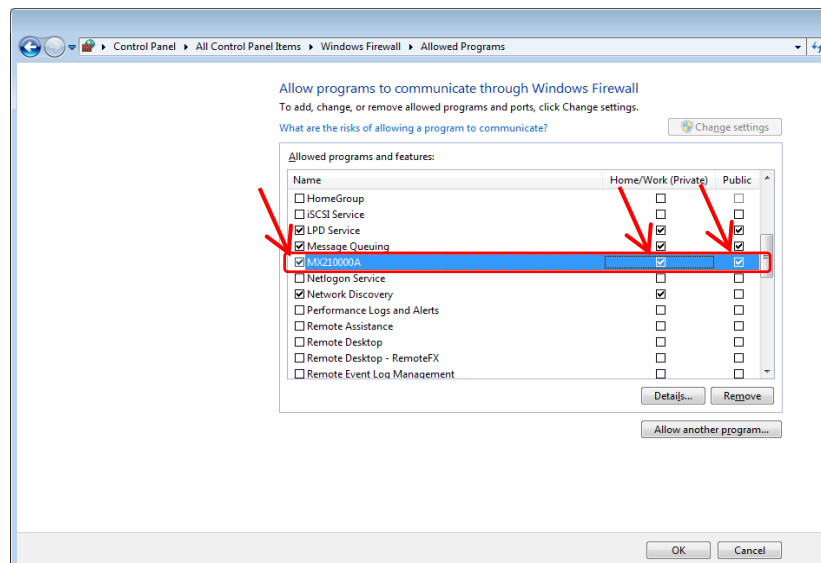 Control Panel ▸ All Control Panel Items ▸ Windows Firewall ▸ Allowed Programs
Allow programs to communicate through Windows Firewall
To add, change, or remove allowed programs and ports, click Change settings.
What are the risks of allowing a program to communicate? Change settings
Allowed programs and features:
Name Home/Work (Private) Public
HomeGroup
iSCSI Service
LPD Service
Message Queuing
MX210000A
Netlogon Service
Network Discovery
Performance Logs and Alerts
Remote Assistance
Remote Desktop
Remote Desktop - RemoteFX
Remote Event Log Management
Details... Remove
Allow another program...
OK Cancel